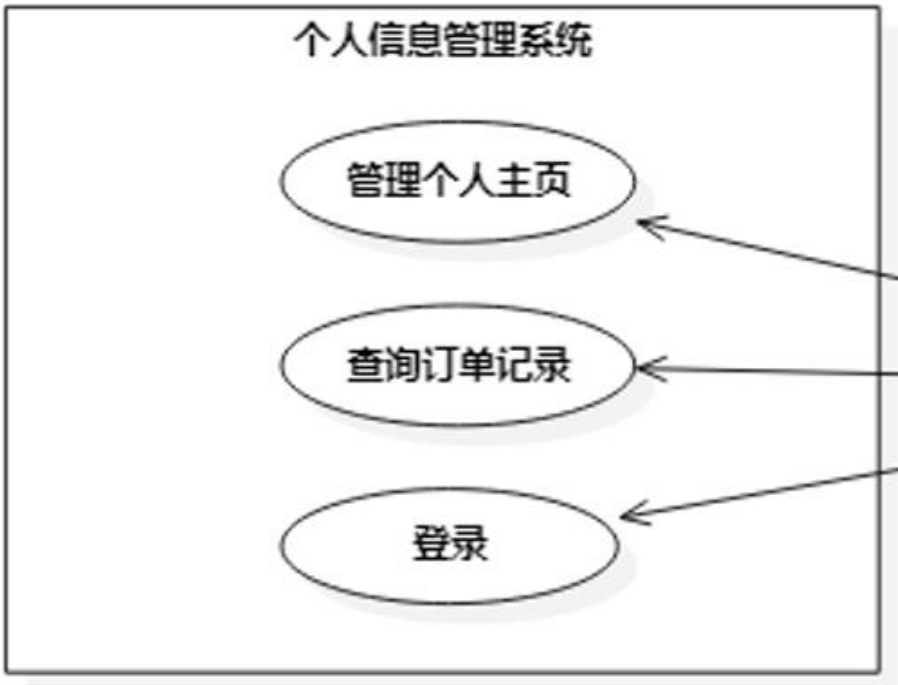 个人信息管理系统
管理个人主页
查询订单记录
登录